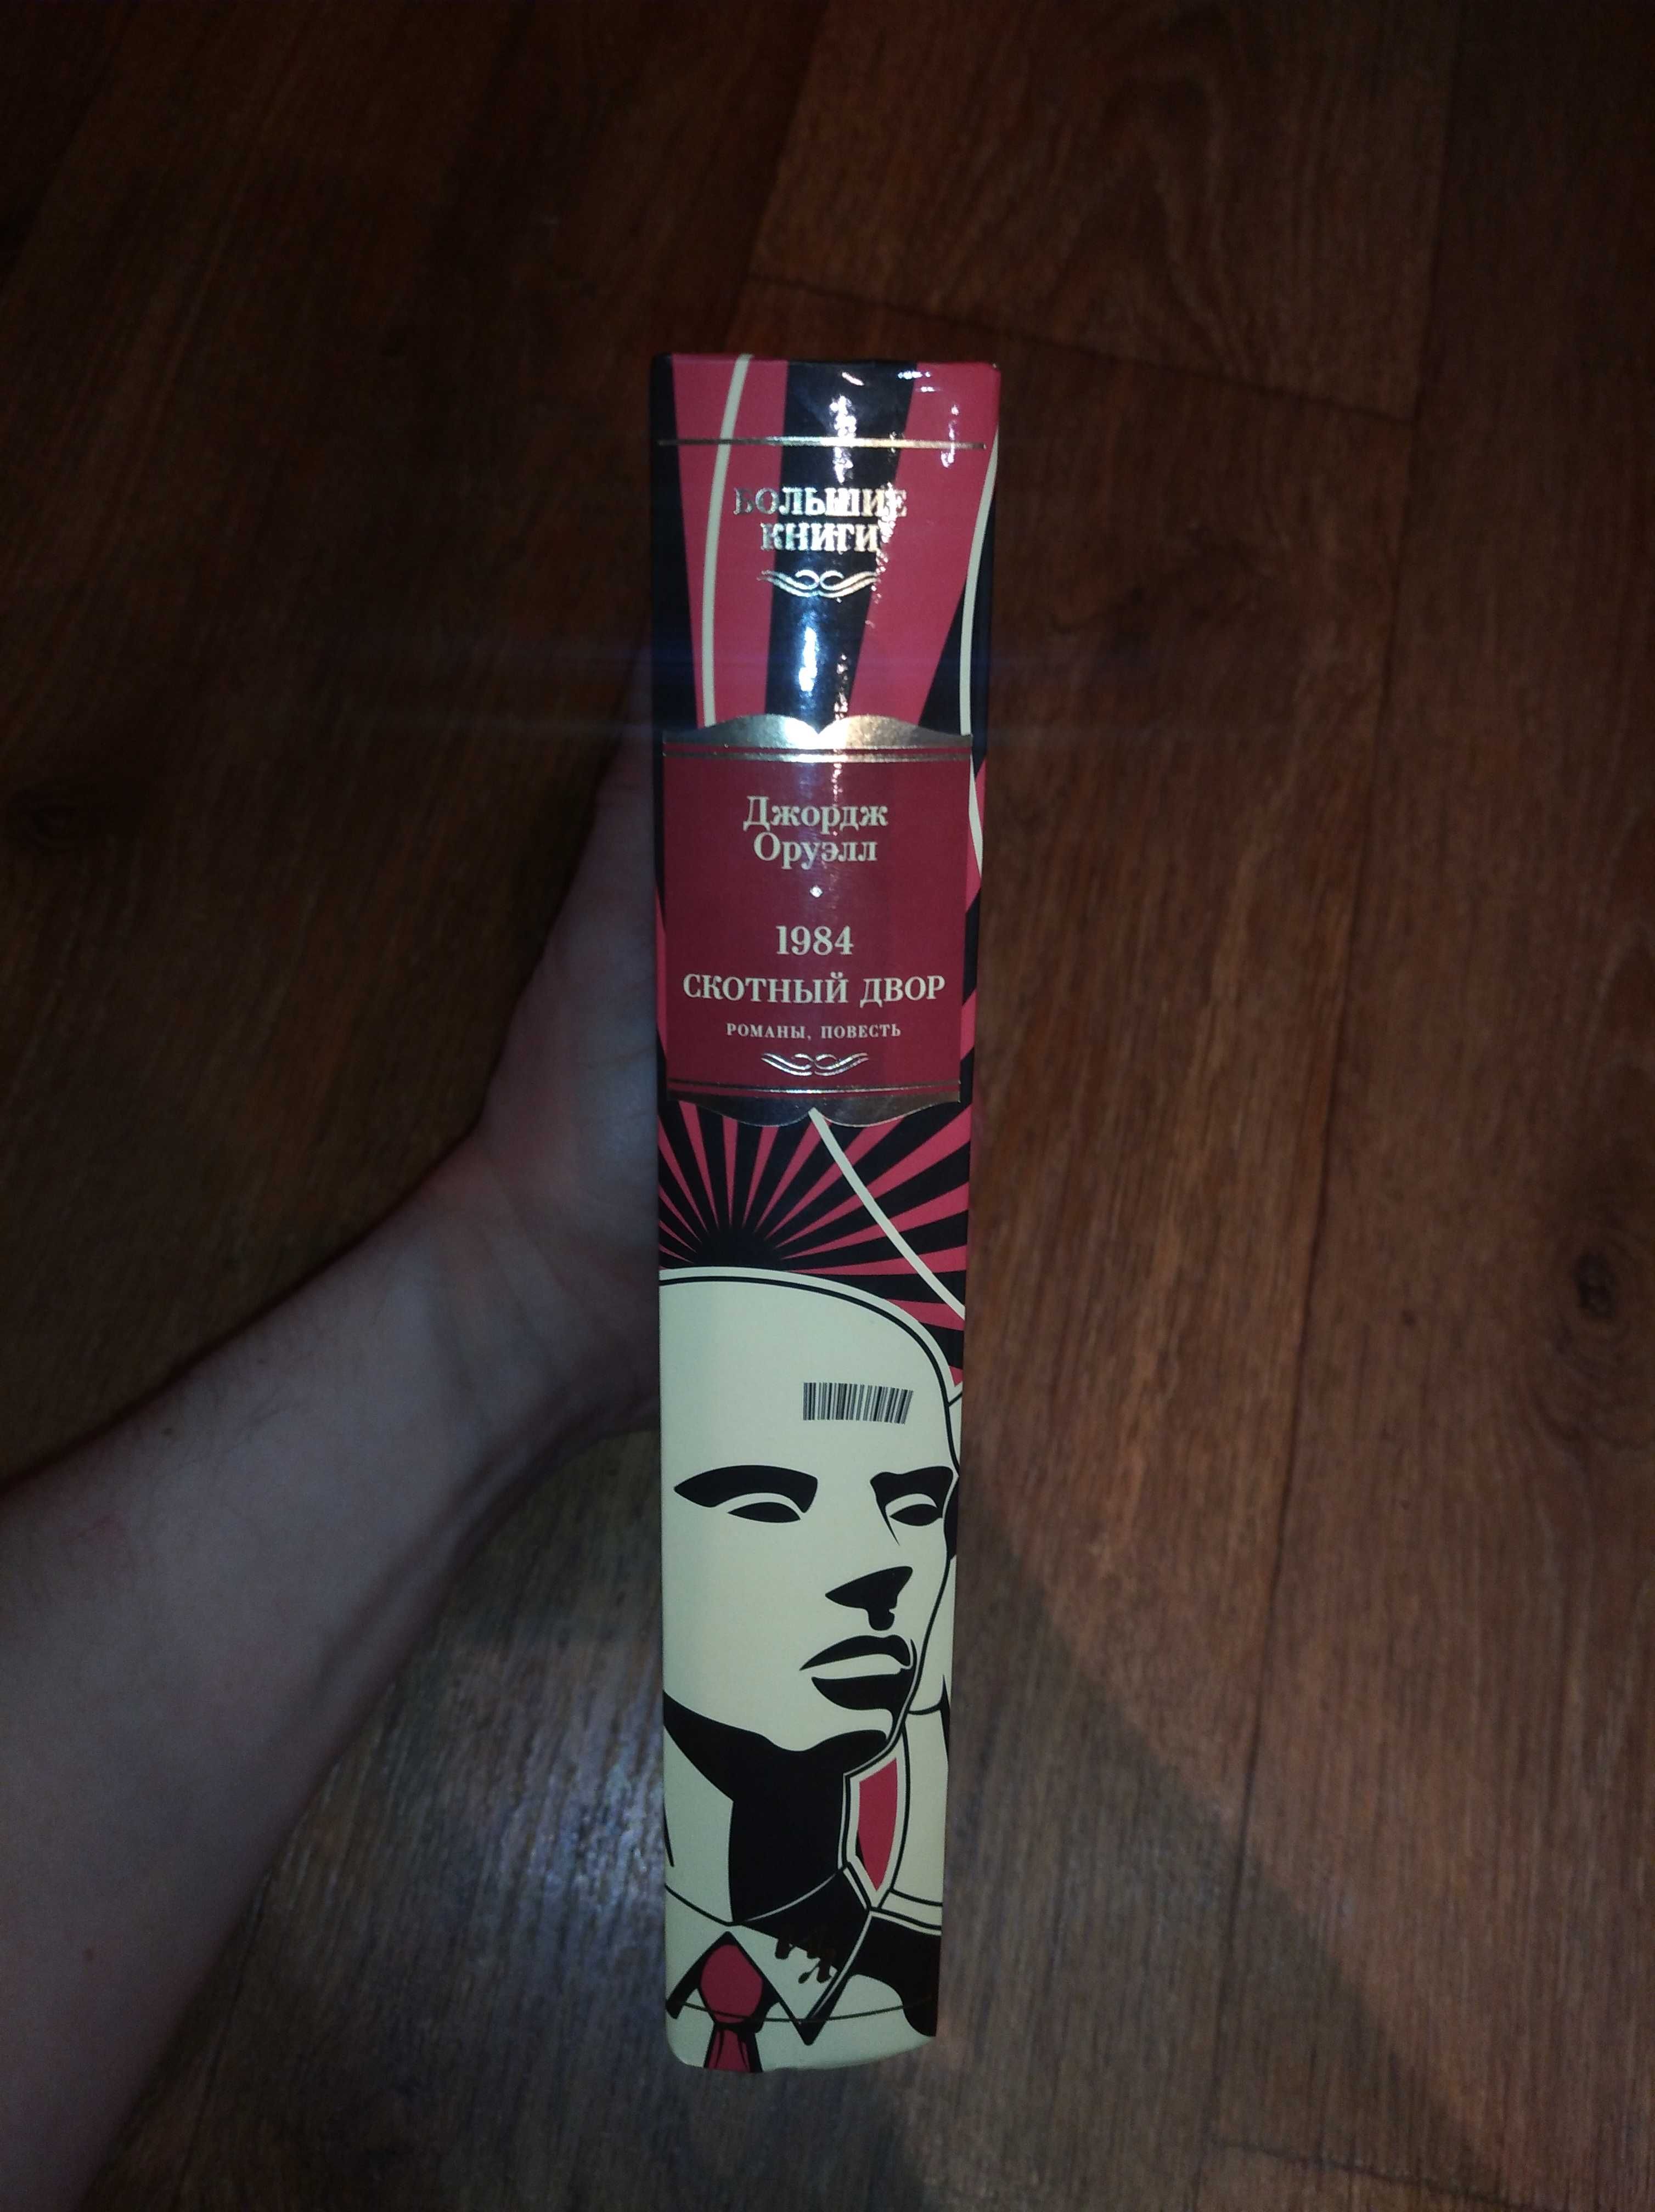 БОЛЬШИЕ
КНИГИ
Джордж
Оруэлл
1984
СКОТНЫЙ ДВОР
РОМАНЫ, ПОВЕСТЬ